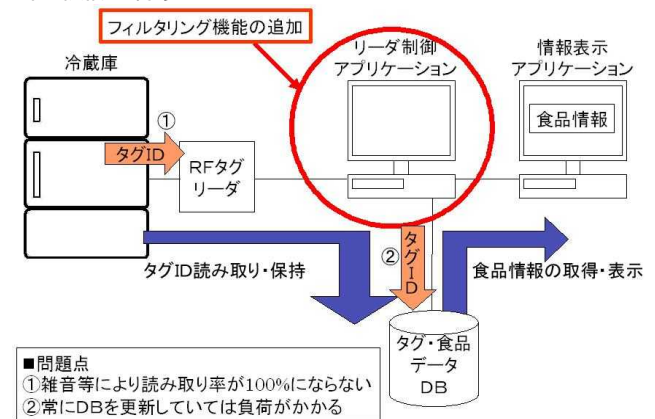 フィルタリング機能の追加
冷蔵庫
リーダ制御
アプリケーション
情報表示
アプリケーション
食品情報
①
タグID
RFタグ
リーダ
②
タグID
タグID読み取り・保持
食品情報の取得・表示
タグ・食品
データ
DB
■問題点
①雑音等により読み取り率が100%にならない
②常にDBを更新していては負荷がかかる